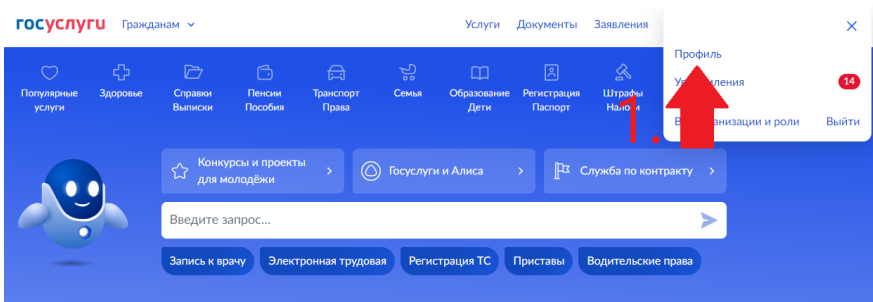 госуслуги Гражданам Услуги Документы Заявления
Профиль
14
организации и роли Выйти
Популярные
услуги
Здоровье
Справки
Выписки
Пенсии
Пособия
Транспорт
Права
Семья
Образование
Дети
Регистрация
Паспорт
Штрафы
Налоги
1.
Конкурсы и проекты
для молодёжи
Госуслуги и Алиса
Служба по контракту
Введите запрос...
Запись к врачу Электронная трудовая Регистрация ТС Приставы Водительские права